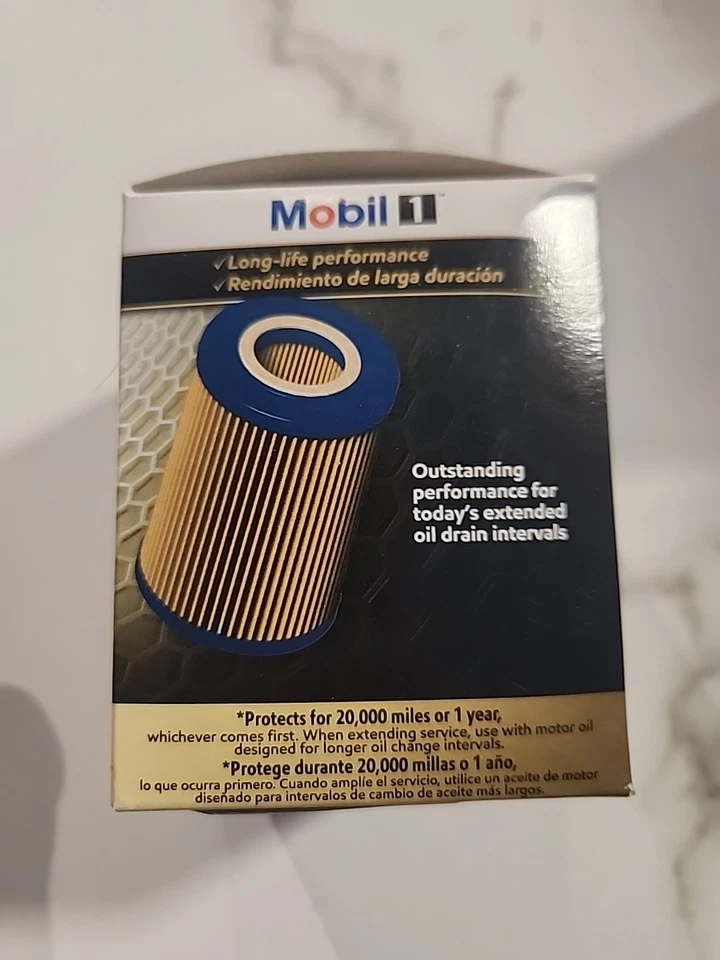 Mobil 1™
✓Long-life performance
✓Rendimiento de larga duración
Outstanding
performance for
today's extended
oil drain intervals
*Protects for 20,000 miles or 1 year,
whichever comes first. When extending service, use with motor oil
designed for longer oil change intervals.
*Protege durante 20,000 millas o 1 año,
lo que ocurra primero. Cuando amplíe el servicio, utilice un aceite de motor
diseñado para intervalos de cambio de aceite más largos.